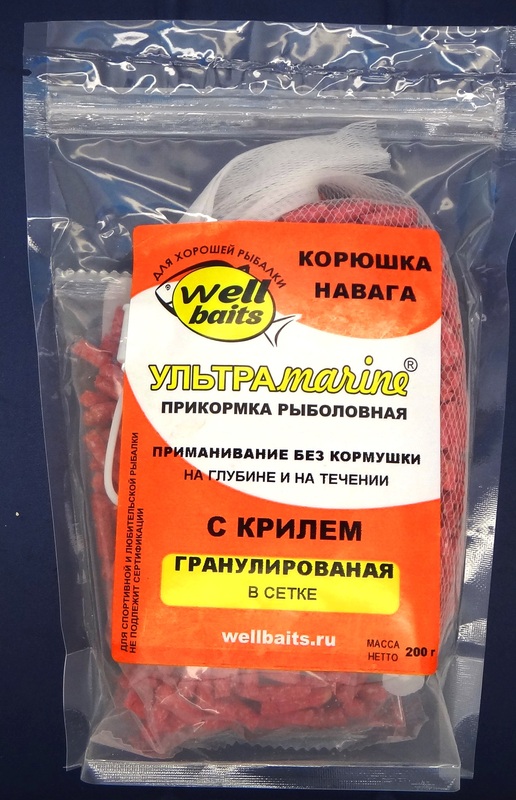 ДЛЯ ХОРОШЕЙ РЫБАЛКИ
well
baits
КОРЮШКА
НАВАГА
УЛЬТРАmarine®
ПРИКОРМКА РЫБОЛОВНАЯ
ПРИМАНИВАНИЕ БЕЗ КОРМУШКИ
НА ГЛУБИНЕ И НА ТЕЧЕНИИ
С КРИЛЕМ
ГРАНУЛИРОВАНАЯ
В СЕТКЕ
wellbaits.ru
МАССА
НЕТТО 200 г
ДЛЯ СПОРТИВНОЙ И ЛЮБИТЕЛЬСКОЙ РЫБАЛКИ
НЕ ПОДЛЕЖИТ СЕРТИФИКАЦИИ